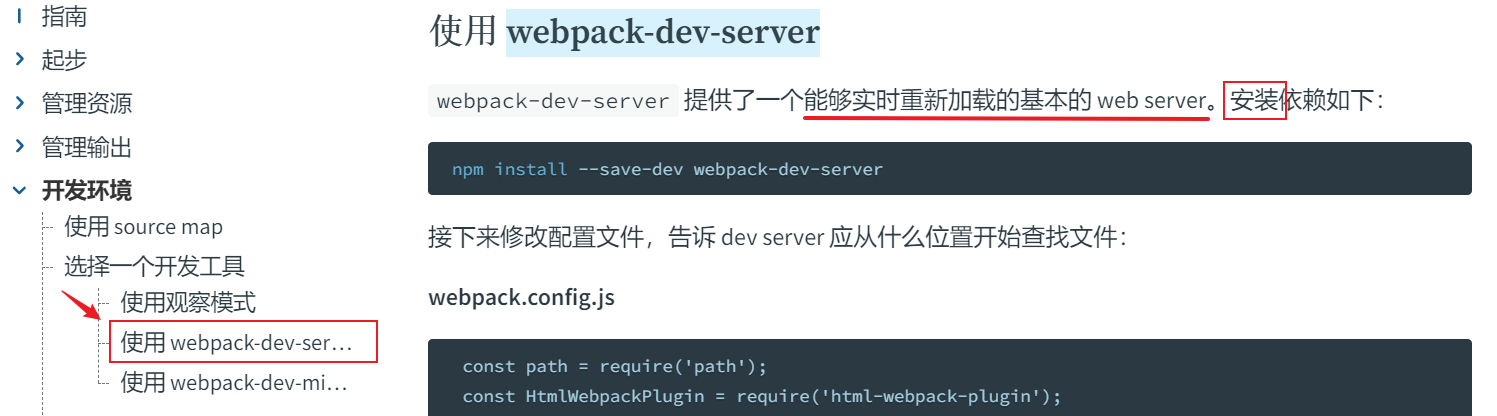 指南
起步
管理资源
管理输出
开发环境
使用 source map
选择一个开发工具
使用观察模式
使用 webpack-dev-ser…
使用 webpack-dev-mi…
使用 webpack-dev-server
webpack-dev-server 提供了一个能够实时重新加载的基本的 web server。安装依赖如下：
npm install --save-dev webpack-dev-server
接下来修改配置文件，告诉 dev server 应从什么位置开始查找文件：
webpack.config.js
const path = require('path');
const HtmlWebpackPlugin = require('html-webpack-plugin');